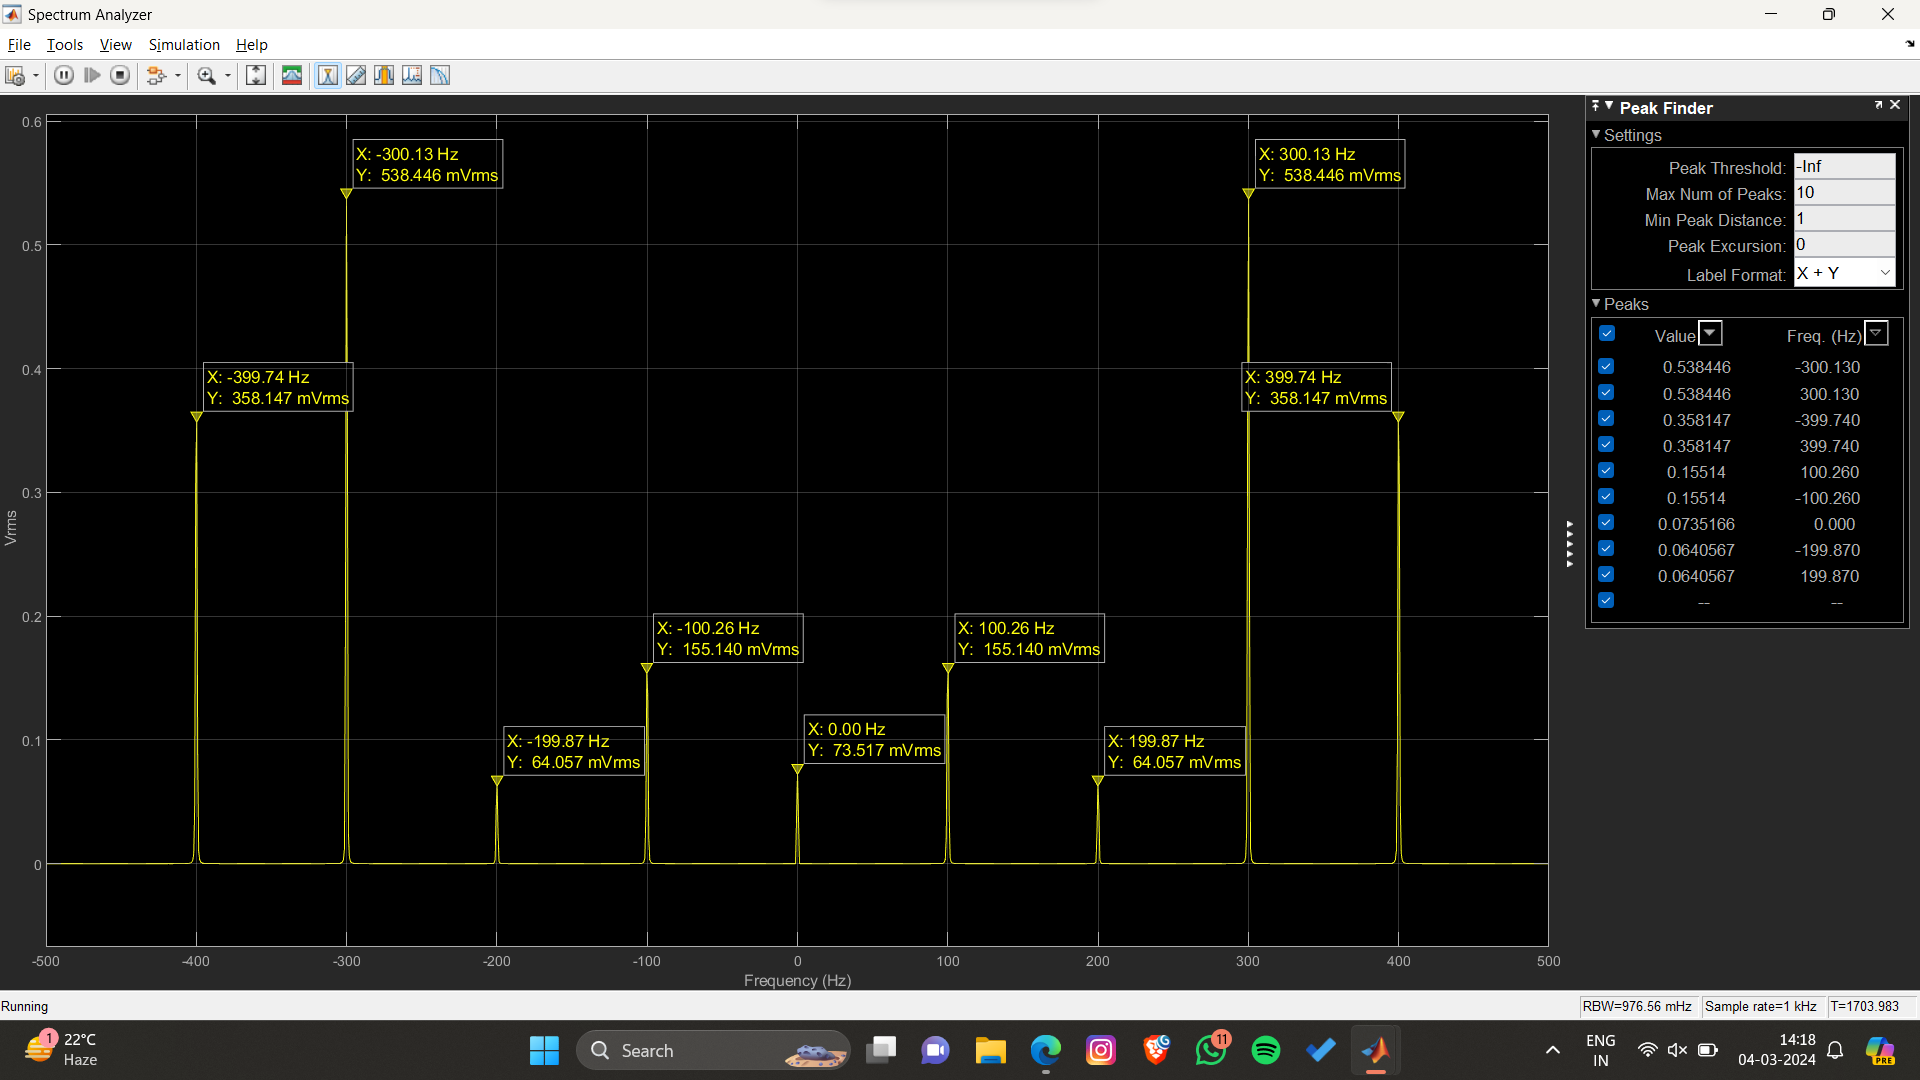 Spectrum Analyzer
File Tools View Simulation Help
0.6
0.5
0.4
0.3
0.2
0.1
0
Vrms
X: -300.13 Hz
Y: 538.446 mVrms
X: 300.13 Hz
Y: 538.446 mVrms
X: -399.74 Hz
Y: 358.147 mVrms
X: 399.74 Hz
Y: 358.147 mVrms
X: -100.26 Hz
Y: 155.140 mVrms
X: 100.26 Hz
Y: 155.140 mVrms
X: -199.87 Hz
Y: 64.057 mVrms
X: 0.00 Hz
Y: 73.517 mVrms
X: 199.87 Hz
Y: 64.057 mVrms
-500 -400 -300 -200 -100 0 100 200 300 400 500
Frequency (Hz)
Peak Finder
Settings
Peak Threshold: -Inf
Max Num of Peaks: 10
Min Peak Distance: 1
Peak Excursion: 0
Label Format: X + Y
Peaks
Value Freq. (Hz)
0.538446 -300.130
0.538446 300.130
0.358147 -399.740
0.358147 399.740
0.15514 100.260
0.15514 -100.260
0.0735166 0.000
0.0640567 -199.870
0.0640567 199.870
-- --
Running
RBW=976.56 mHz Sample rate=1 kHz T=1703.983
1
22°C
Haze
Search
11
ENG
IN
14:18
04-03-2024
PRE